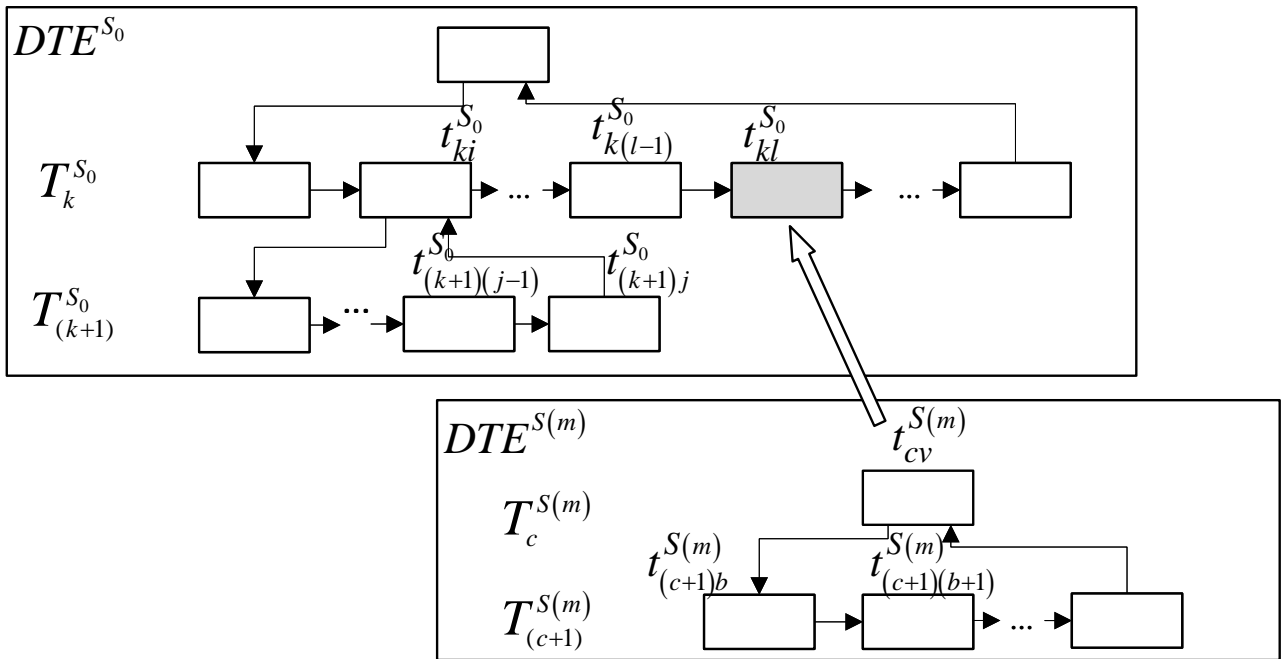 $DTE^{S_0}$
$t_{ki}^{S_0}$ $t_{k(l-1)}^{S_0}$ $t_{kl}^{S_0}$
$T_k^{S_0}$
... ...
$t_{(k+1)(j-1)}^{S_0}$ $t_{(k+1)j}^{S_0}$
$T_{(k+1)}^{S_0}$ ...
$DTE^{S(m)}$ $t_{cv}^{S(m)}$
$T_c^{S(m)}$
$t_{(c+1)b}^{S(m)}$ $t_{(c+1)(b+1)}^{S(m)}$
$T_{(c+1)}^{S(m)}$ ...